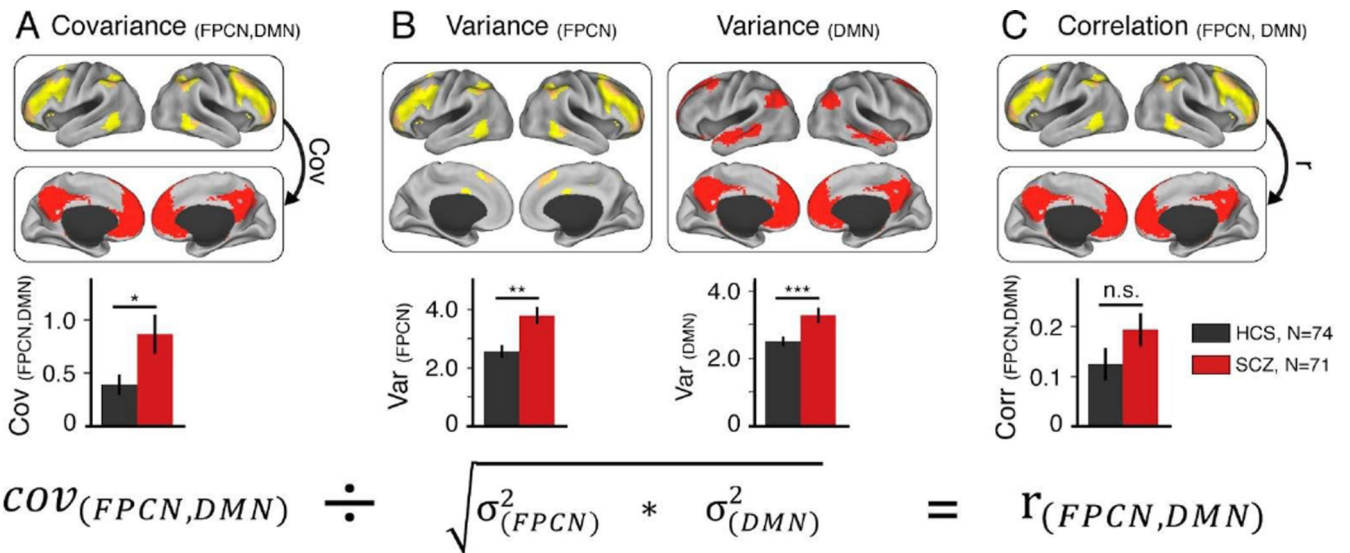 A Covariance (FPCN,DMN)
B Variance (FPCN) Variance (DMN)
C Correlation (FPCN, DMN)
Cov
r
Cov (FPCN,DMN)
1.0
0.5
0
*
Var (FPCN)
4.0
2.0
0
**
Var (DMN)
4.0
2.0
0
***
Corr (FPCN,DMN)
0.2
0.1
0
n.s.
HCS, N=74
SCZ, N=71
cov(FPCN,DMN) ÷ √σ²(FPCN) * σ²(DMN) = r(FPCN,DMN)